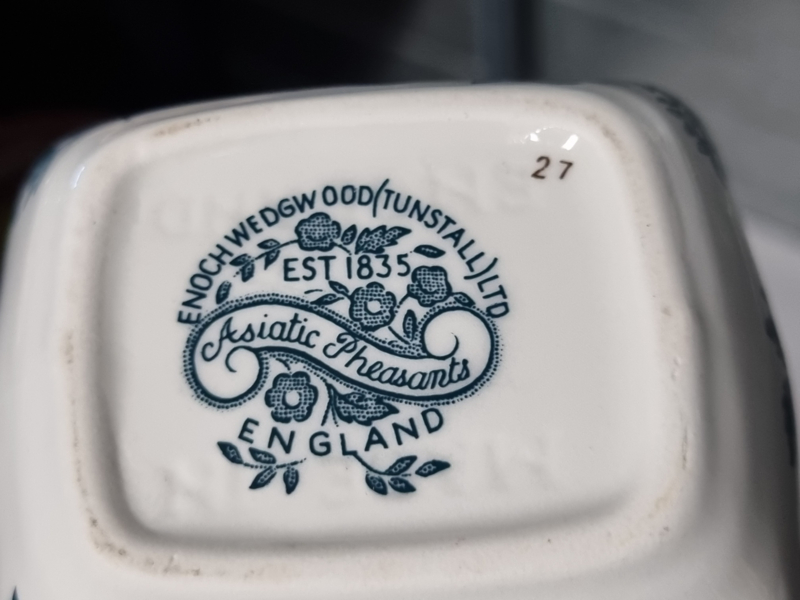 27
ENOCH WEDGWOOD (TUNSTALL) LTD
EST 1835
Asiatic Pheasants
ENGLAND